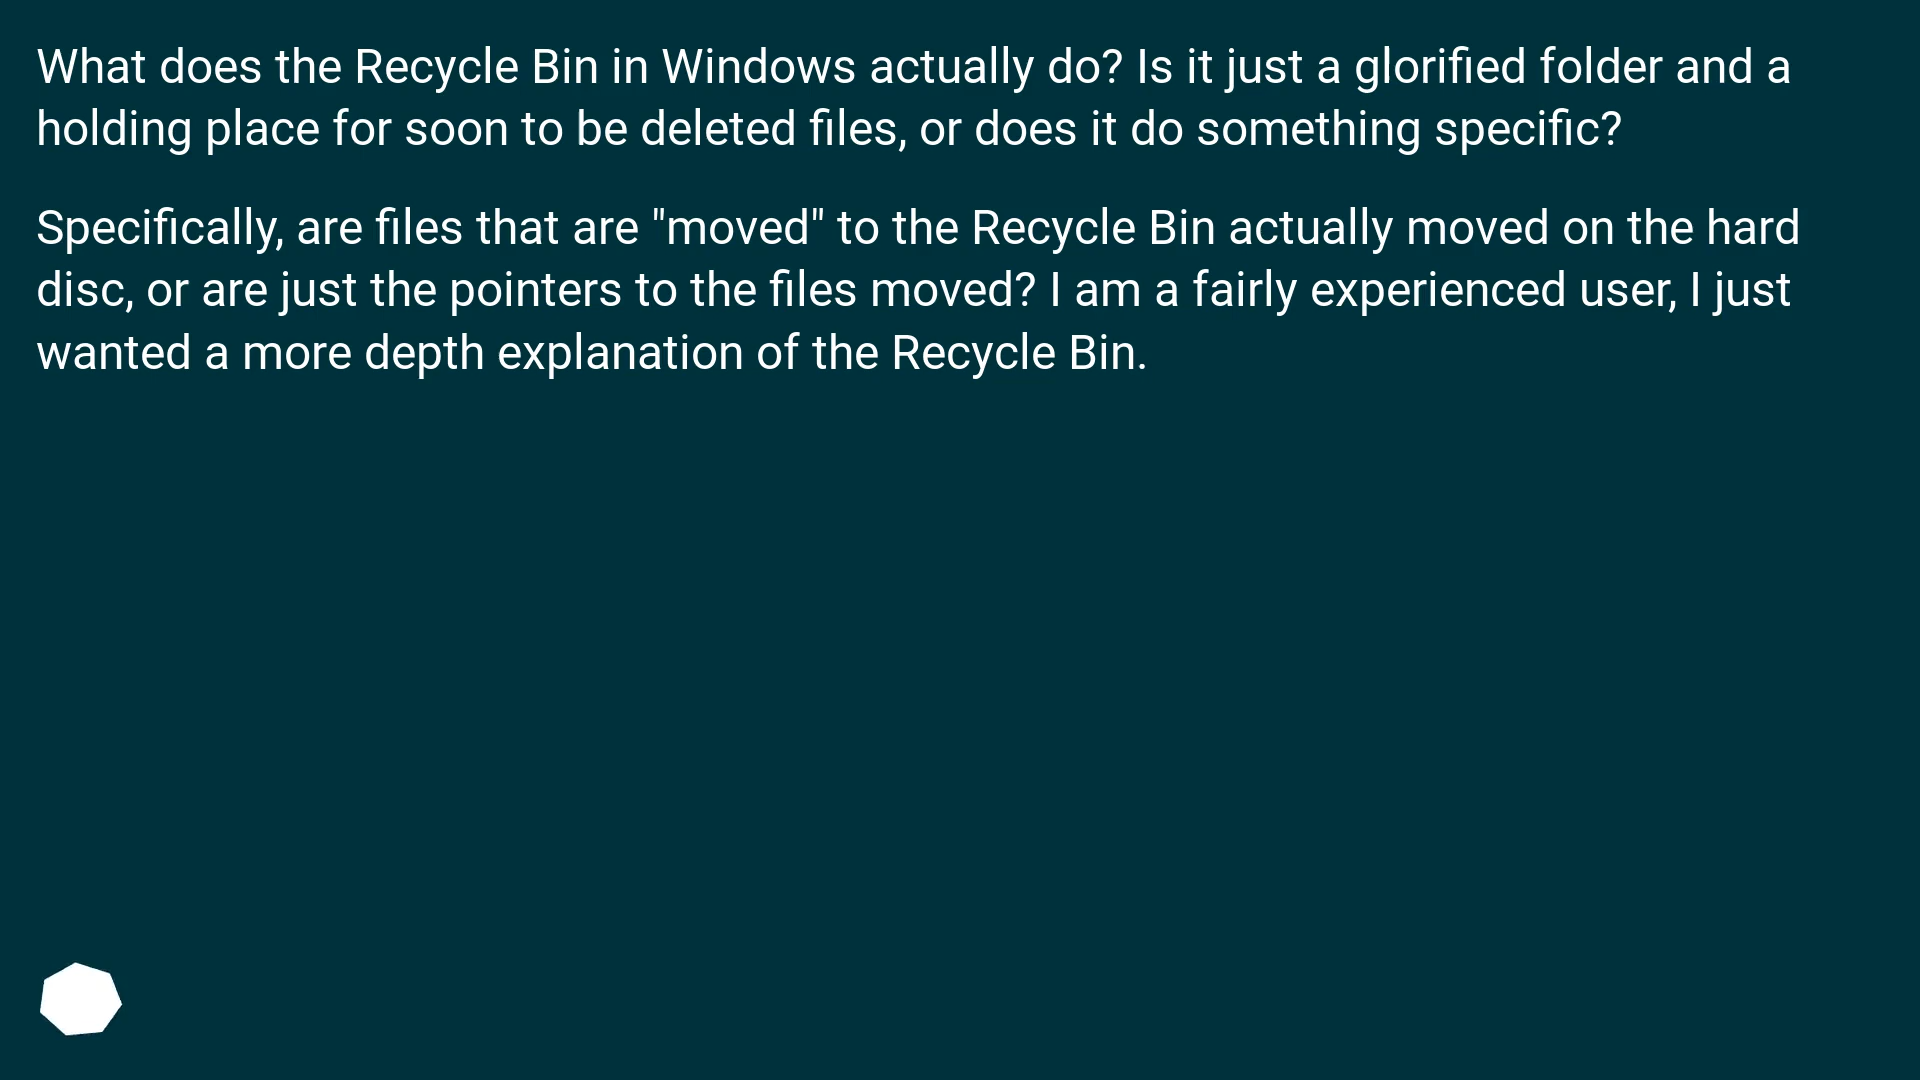 What does the Recycle Bin in Windows actually do? Is it just a glorified folder and a
holding place for soon to be deleted files, or does it do something specific?
Specifically, are files that are "moved" to the Recycle Bin actually moved on the hard
disc, or are just the pointers to the files moved? I am a fairly experienced user, I just
wanted a more depth explanation of the Recycle Bin.